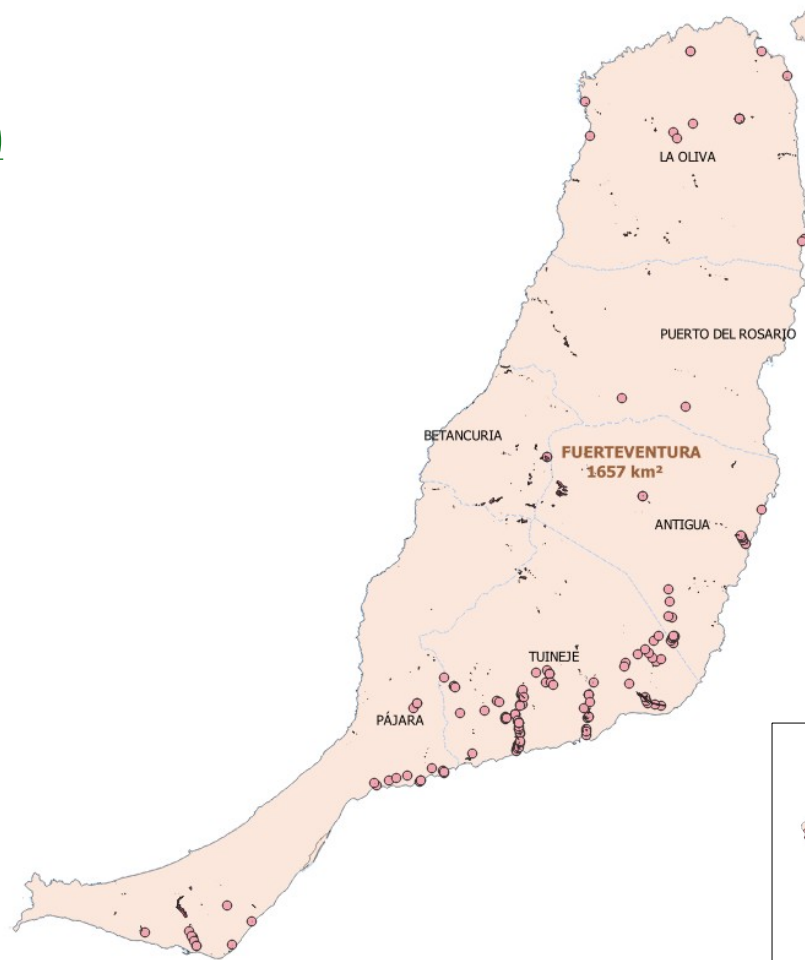 LA OLIVA
PUERTO DEL ROSARIO
BETANCURIA
FUERTEVENTURA
1657 km²
ANTIGUA
TUINEJE
PÁJARA